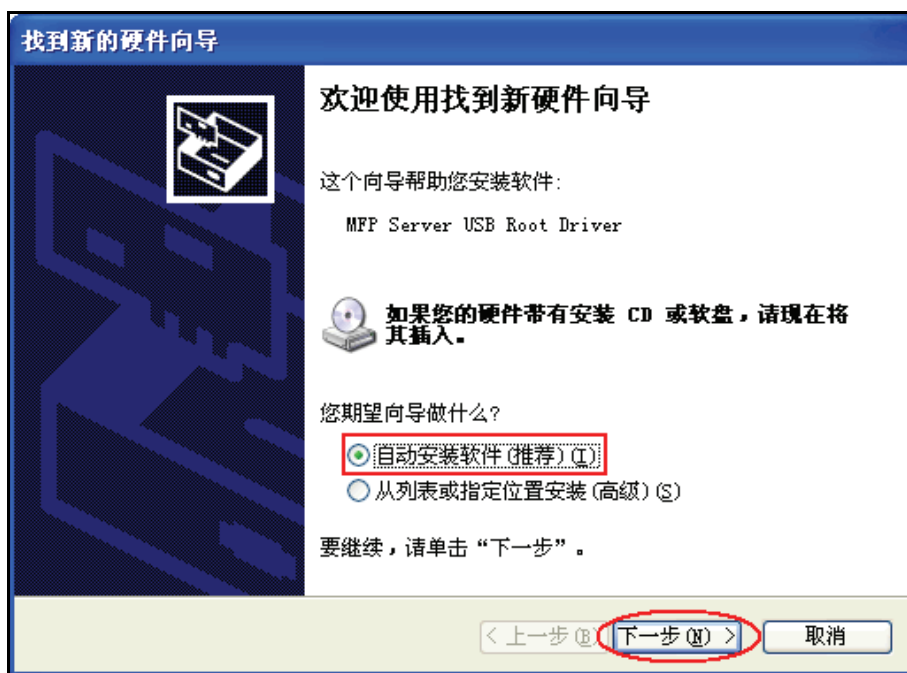 找到新的硬件向导
欢迎使用找到新硬件向导
这个向导帮助您安装软件:
MFP Server USB Root Driver
如果您的硬件带有安装 CD 或软盘，请现在将
其插入。
您期望向导做什么?
自动安装软件(推荐)(I)
从列表或指定位置安装(高级)(S)
要继续，请单击“下一步”。
< 上一步(B) 下一步(N) > 取消